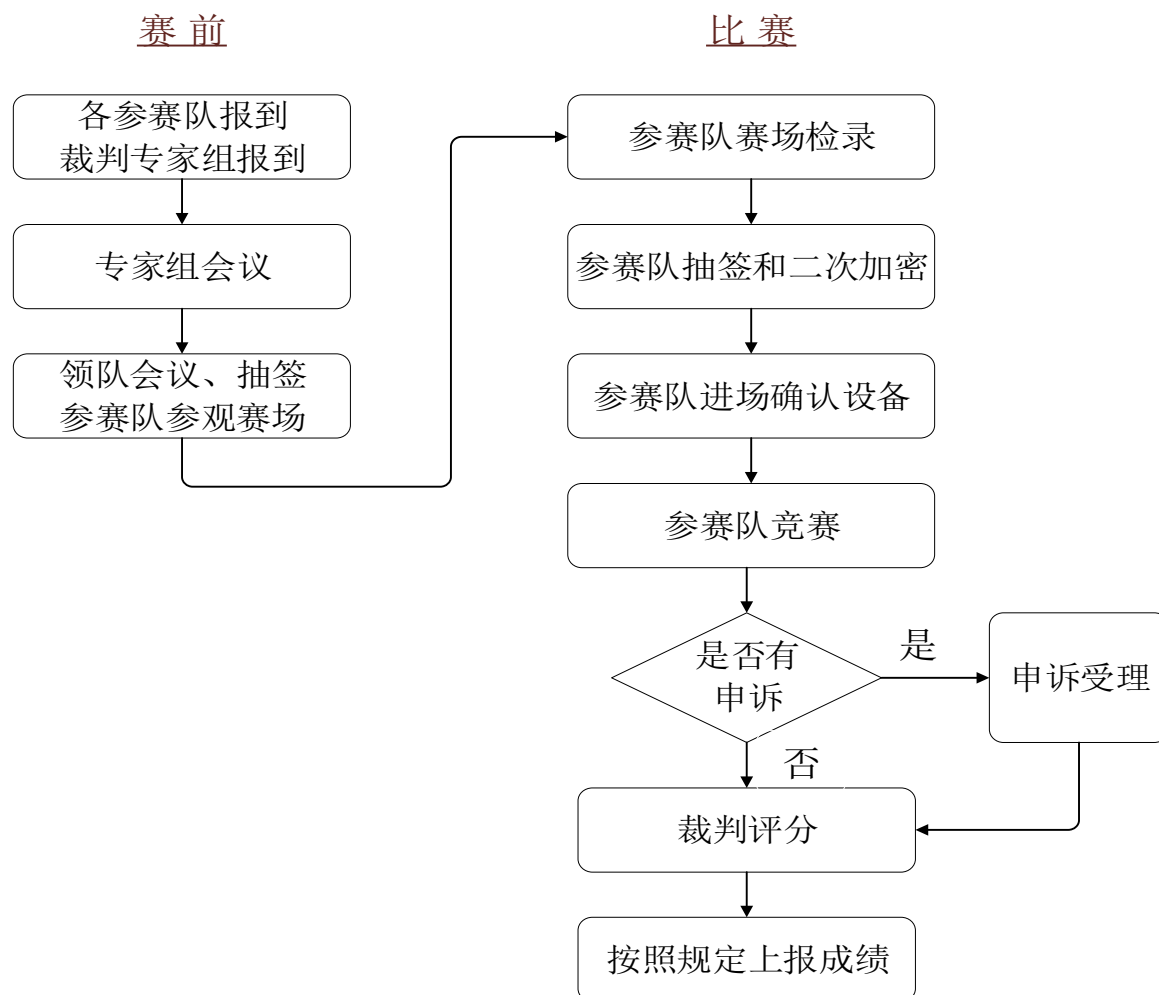 赛 前
各参赛队报到
裁判专家组报到
专家组会议
领队会议、抽签
参赛队参观赛场
比 赛
参赛队赛场检录
参赛队抽签和二次加密
参赛队进场确认设备
参赛队竞赛
是否有
申诉
是
申诉受理
否
裁判评分
按照规定上报成绩